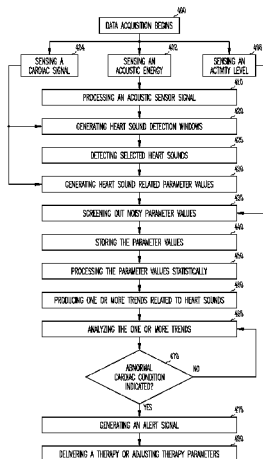 400
DATA ACQUISITION BEGINS
404
402
SENSING A
CARDIAC SIGNAL
SENSING AN
ACOUSTIC ENERGY
SENSING AN
ACTIVITY LEVEL
410
PROCESSING AN ACOUSTIC SENSOR SIGNAL
420
GENERATING HEART SOUND DETECTION WINDOWS
425
DETECTING SELECTED HEART SOUNDS
430
GENERATING HEART SOUND RELATED PARAMETER VALUES
435
SCREENING OUT NOISY PARAMETER VALUES
440
STORING THE PARAMETER VALUES
450
PROCESSING THE PARAMETER VALUES STATISTICALLY
460
PRODUCING ONE OR MORE TRENDS RELATED TO HEART SOUNDS
465
ANALYZING THE ONE OR MORE TRENDS
470
ABNORMAL
CARDIAC CONDITION
INDICATED?
NO
YES
475
GENERATING AN ALERT SIGNAL
480
DELIVERING A THERAPY OR ADJUSTING THERAPY PARAMETERS